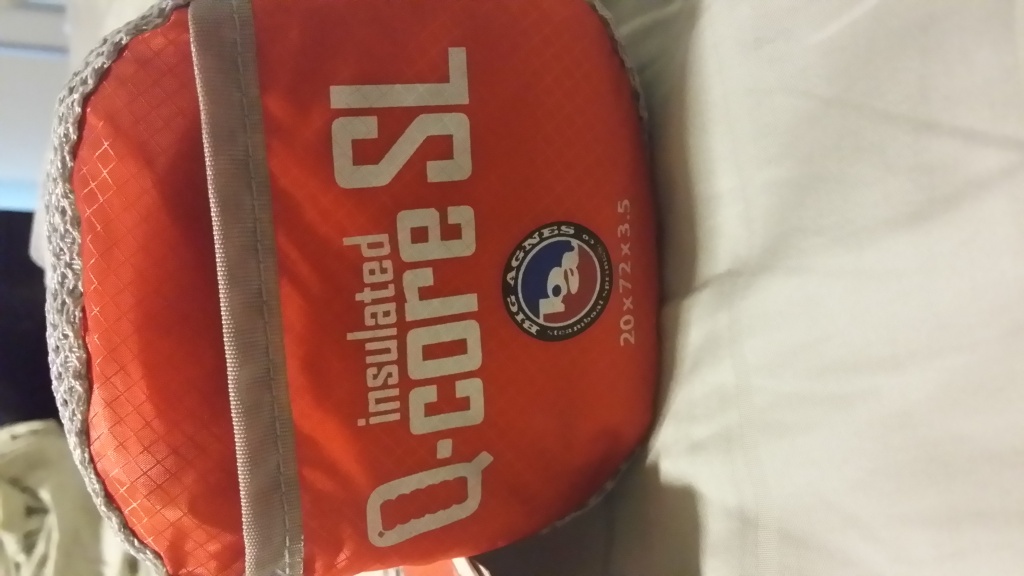 insulated
Q-core SL
BIG AGNES
20x72x3.5